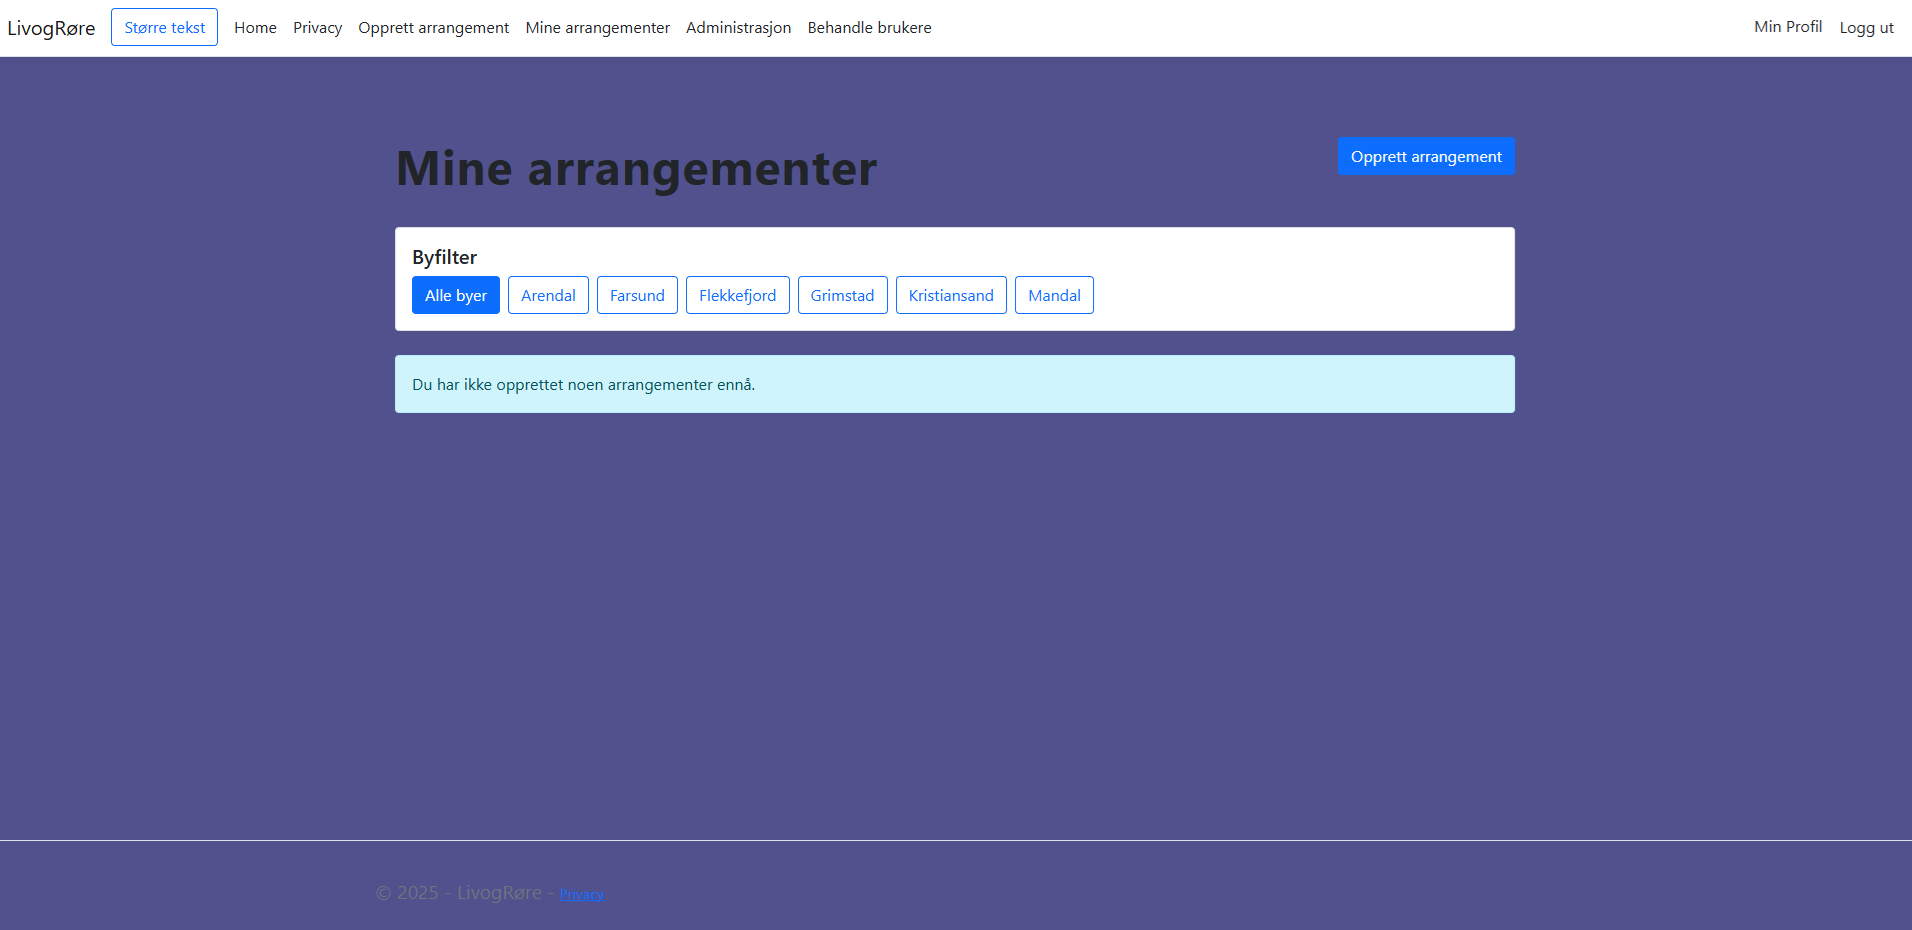 LivogRøre Større tekst Home Privacy Opprett arrangement Mine arrangementer Administrasjon Behandle brukere Min Profil Logg ut
Mine arrangementer
Opprett arrangement
Byfilter
Alle byer Arendal Farsund Flekkefjord Grimstad Kristiansand Mandal
Du har ikke opprettet noen arrangementer ennå.
© 2025 - LivogRøre - Privacy